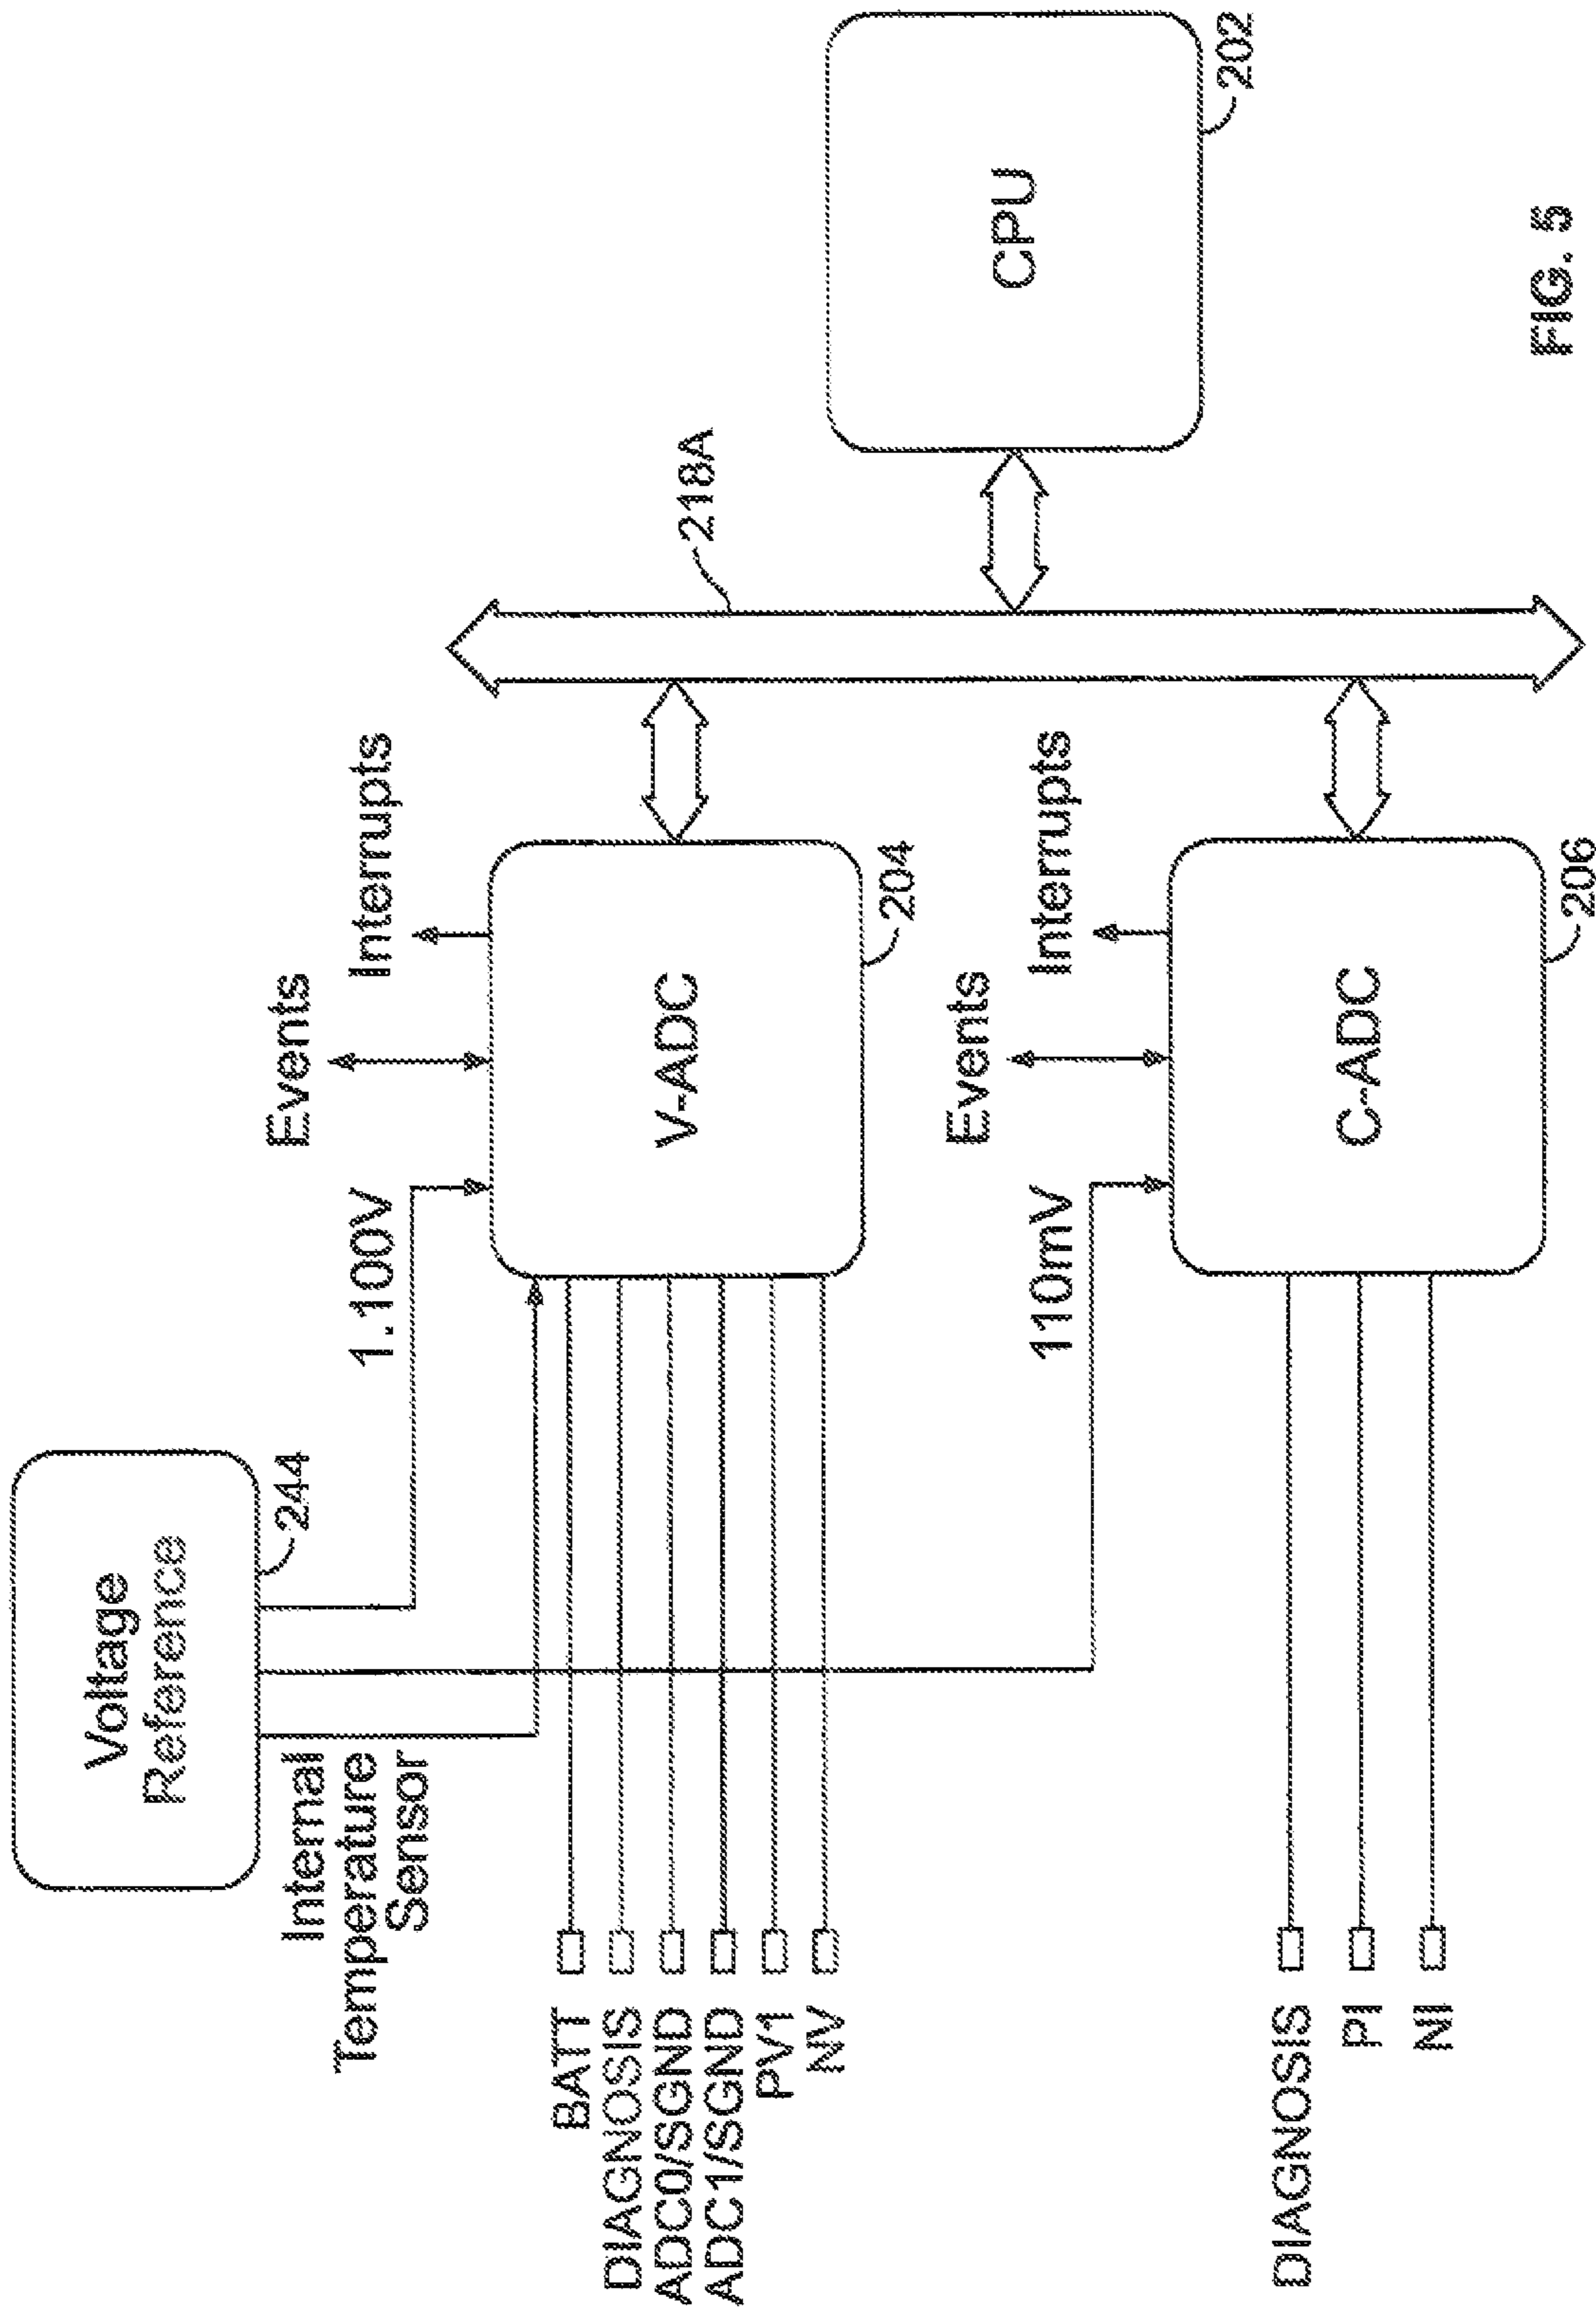 Voltage
Reference
244
Internal
Temperature
Sensor
1.100V
Events
Interrupts
BATT
DIAGNOSIS
ADC0/SGND
ADC1/SGND
PV1
NV
V-ADC
204
218A
CPU
202
110mV
Events
Interrupts
DIAGNOSIS
PI
NI
C-ADC
206
FIG. 5